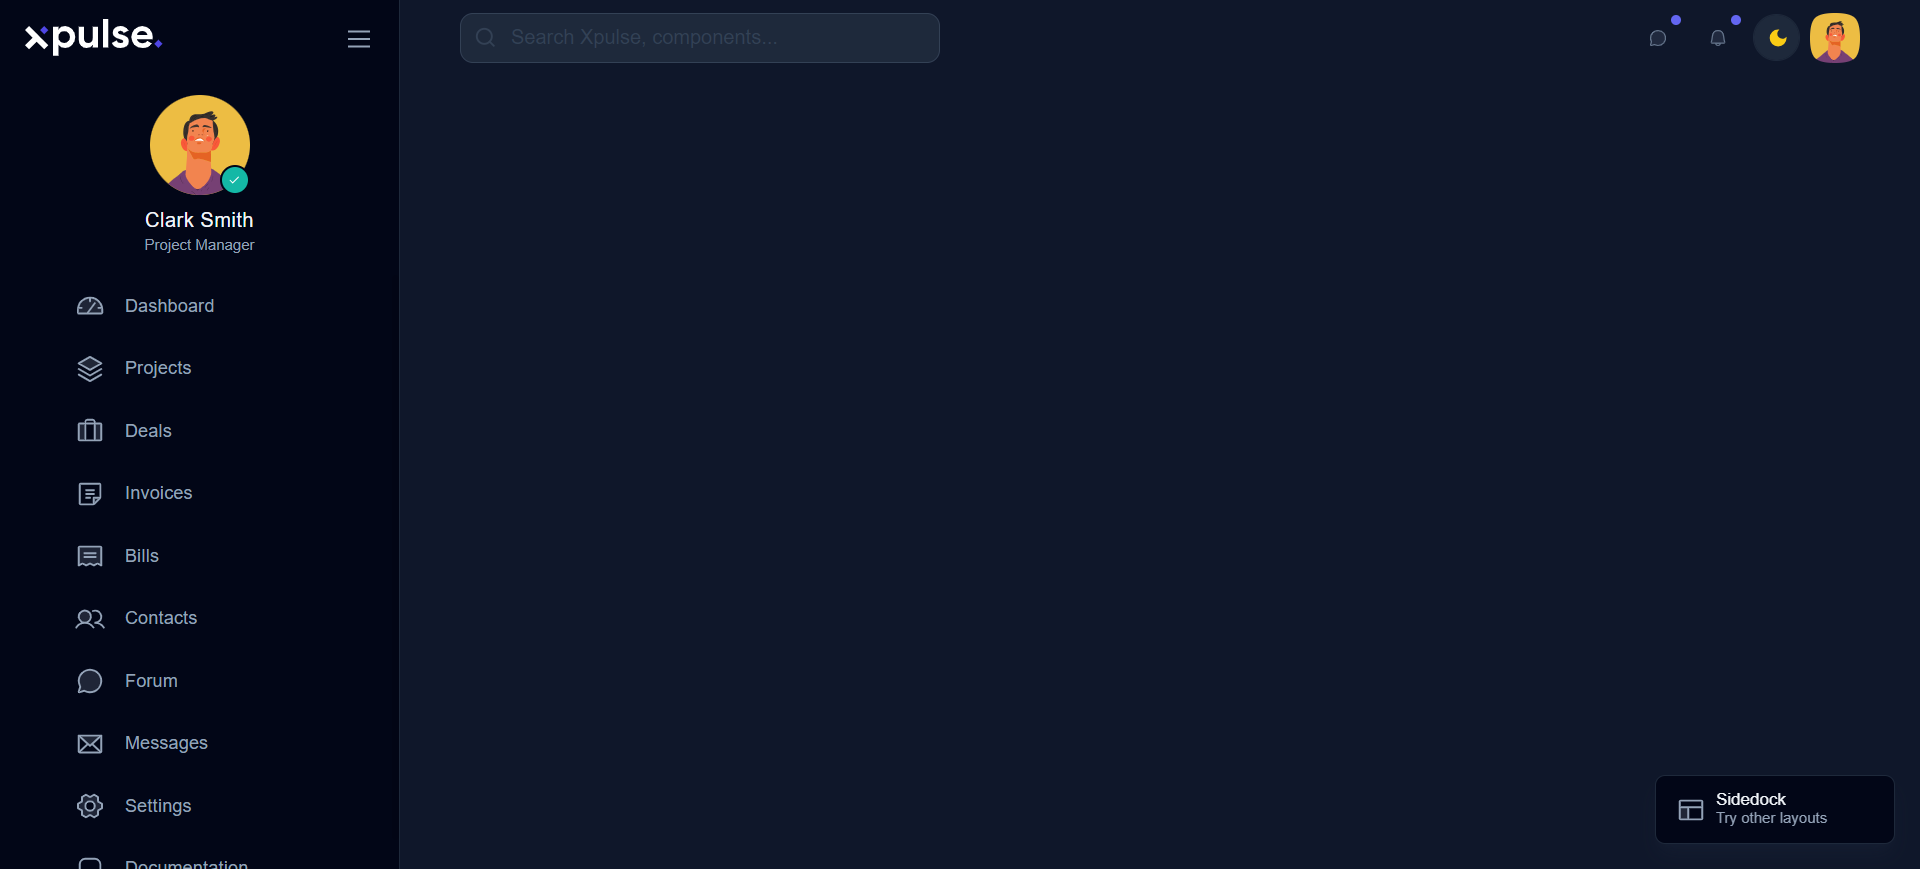 xpulse.
Search Xpulse, components...
Clark Smith
Project Manager
Dashboard
Projects
Deals
Invoices
Bills
Contacts
Forum
Messages
Settings
Documentation
Sidedock
Try other layouts